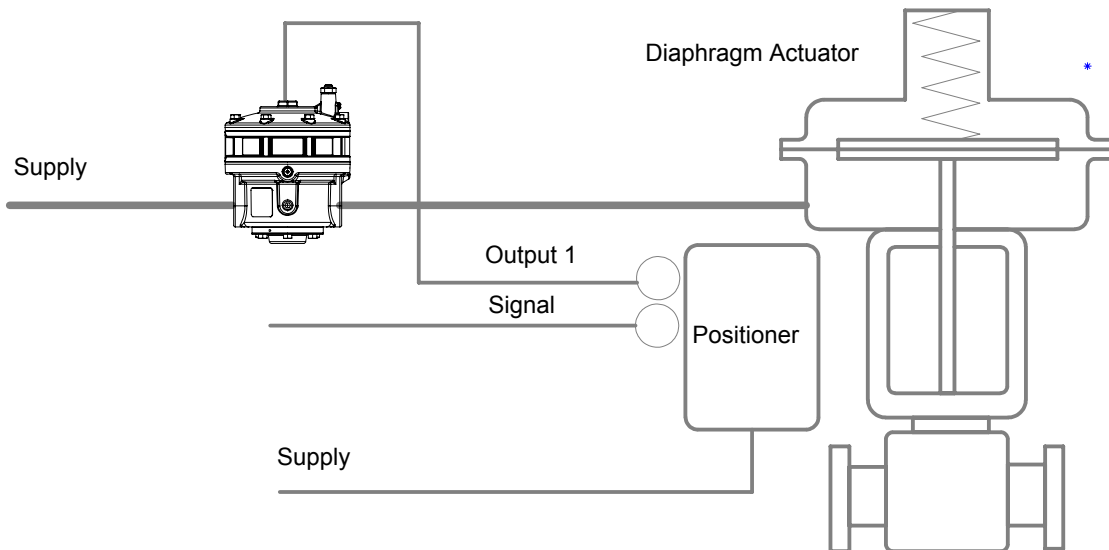 Diaphragm Actuator
Supply
Output 1
Signal
Positioner
Supply